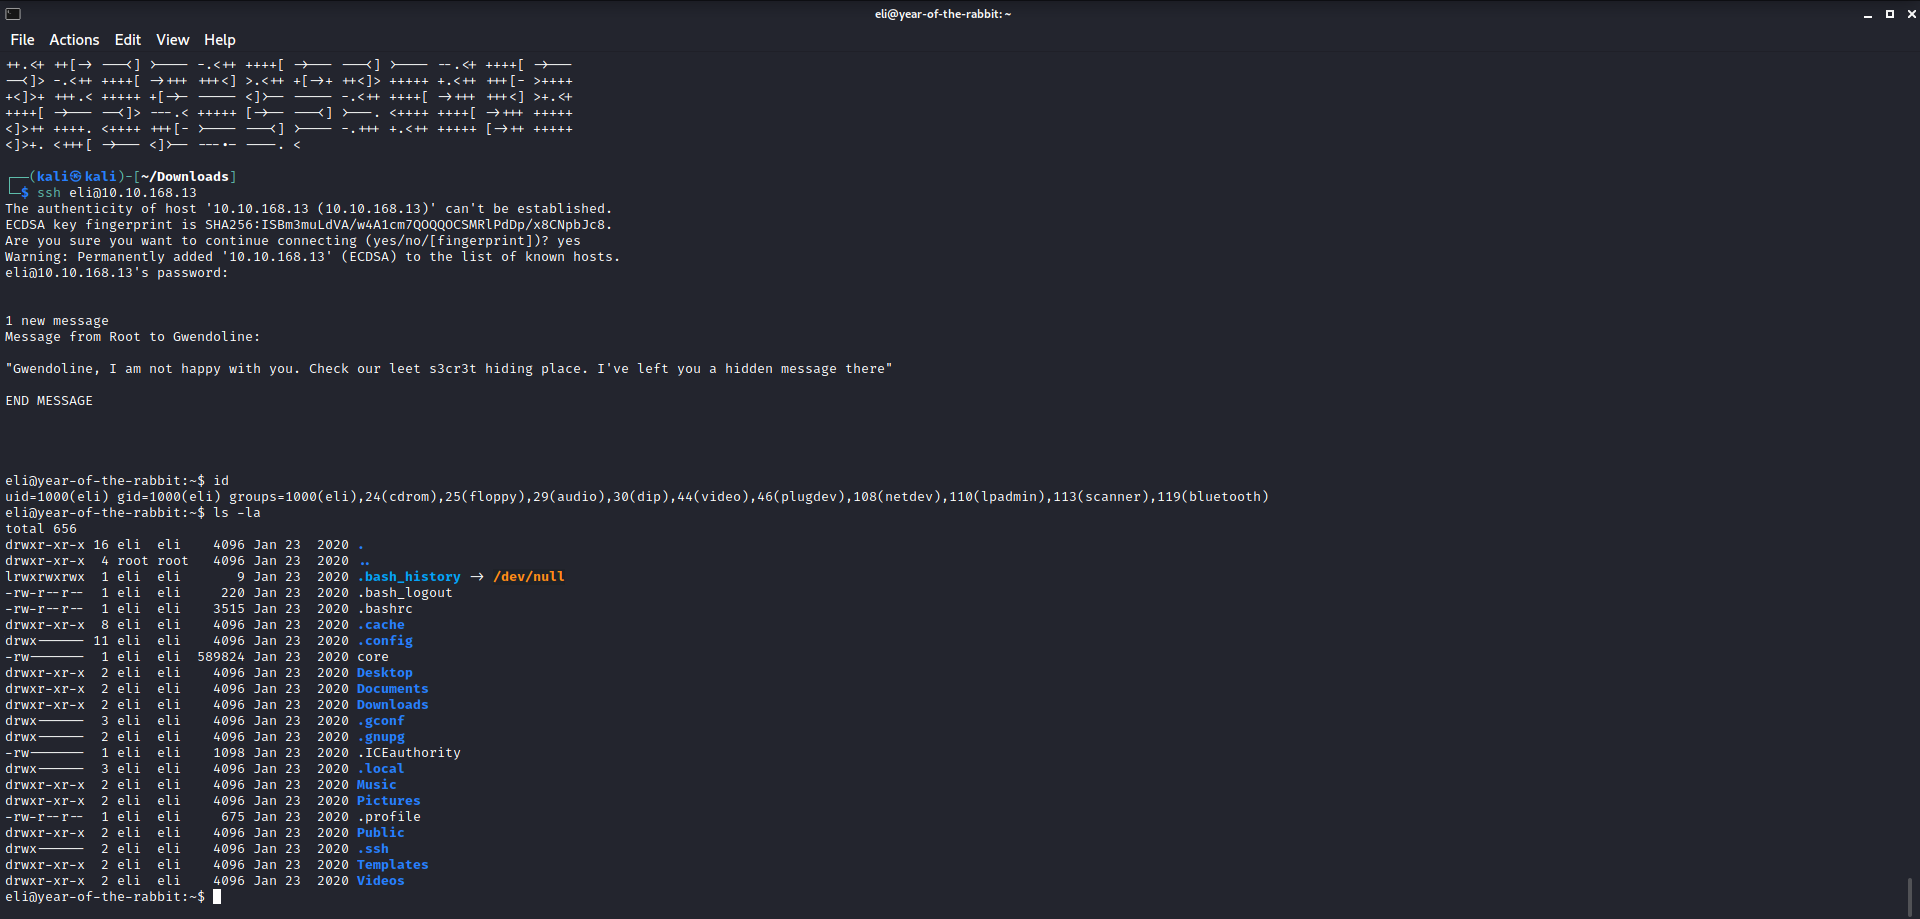 eli@year-of-the-rabbit: ~
File Actions Edit View Help
++.<+ ++[-> ---<] >---- -.<++ ++++[ ->--- ---<] >---- --.<+ ++++[ ->---
--<]> -.<++ ++++[ ->+++ +++<] >.<++ +[->+ ++<]> +++++ +.<++ +++[- >++++
+<]>+ +++.< +++++ +[->- ----- <]>-- ----- -.<++ ++++[ ->+++ +++<] >+.<+
++++[ ->--- --<]> ---.< +++++ [->-- ---<] >---. <++++ ++++[ ->+++ +++++
<]>++ ++++. <++++ +++[- >---- ---<] >---- -.+++ +.<++ +++++ [->++ +++++
<]>+. <+++[ ->--- <]>-- ---.- ----. <
┌──(kali㉿kali)-[~/Downloads]
└─$ ssh eli@10.10.168.13
The authenticity of host '10.10.168.13 (10.10.168.13)' can't be established.
ECDSA key fingerprint is SHA256:ISBm3muLdVA/w4A1cm7QOQQOCSMRlPdDp/x8CNpbJc8.
Are you sure you want to continue connecting (yes/no/[fingerprint])? yes
Warning: Permanently added '10.10.168.13' (ECDSA) to the list of known hosts.
eli@10.10.168.13's password:
1 new message
Message from Root to Gwendoline:
"Gwendoline, I am not happy with you. Check our leet s3cr3t hiding place. I've left you a hidden message there"
END MESSAGE
eli@year-of-the-rabbit:~$ id
uid=1000(eli) gid=1000(eli) groups=1000(eli),24(cdrom),25(floppy),29(audio),30(dip),44(video),46(plugdev),108(netdev),110(lpadmin),113(scanner),119(bluetooth)
eli@year-of-the-rabbit:~$ ls -la
total 656
drwxr-xr-x 16 eli  eli    4096 Jan 23  2020 .
drwxr-xr-x  4 root root   4096 Jan 23  2020 ..
lrwxrwxrwx  1 eli  eli       9 Jan 23  2020 .bash_history -> /dev/null
-rw-r--r--  1 eli  eli     220 Jan 23  2020 .bash_logout
-rw-r--r--  1 eli  eli    3515 Jan 23  2020 .bashrc
drwxr-xr-x  8 eli  eli    4096 Jan 23  2020 .cache
drwx------ 11 eli  eli    4096 Jan 23  2020 .config
-rw-------  1 eli  eli  589824 Jan 23  2020 core
drwxr-xr-x  2 eli  eli    4096 Jan 23  2020 Desktop
drwxr-xr-x  2 eli  eli    4096 Jan 23  2020 Documents
drwxr-xr-x  2 eli  eli    4096 Jan 23  2020 Downloads
drwx------  3 eli  eli    4096 Jan 23  2020 .gconf
drwx------  2 eli  eli    4096 Jan 23  2020 .gnupg
-rw-------  1 eli  eli    1098 Jan 23  2020 .ICEauthority
drwx------  3 eli  eli    4096 Jan 23  2020 .local
drwxr-xr-x  2 eli  eli    4096 Jan 23  2020 Music
drwxr-xr-x  2 eli  eli    4096 Jan 23  2020 Pictures
-rw-r--r--  1 eli  eli     675 Jan 23  2020 .profile
drwxr-xr-x  2 eli  eli    4096 Jan 23  2020 Public
drwx------  2 eli  eli    4096 Jan 23  2020 .ssh
drwxr-xr-x  2 eli  eli    4096 Jan 23  2020 Templates
drwxr-xr-x  2 eli  eli    4096 Jan 23  2020 Videos
eli@year-of-the-rabbit:~$